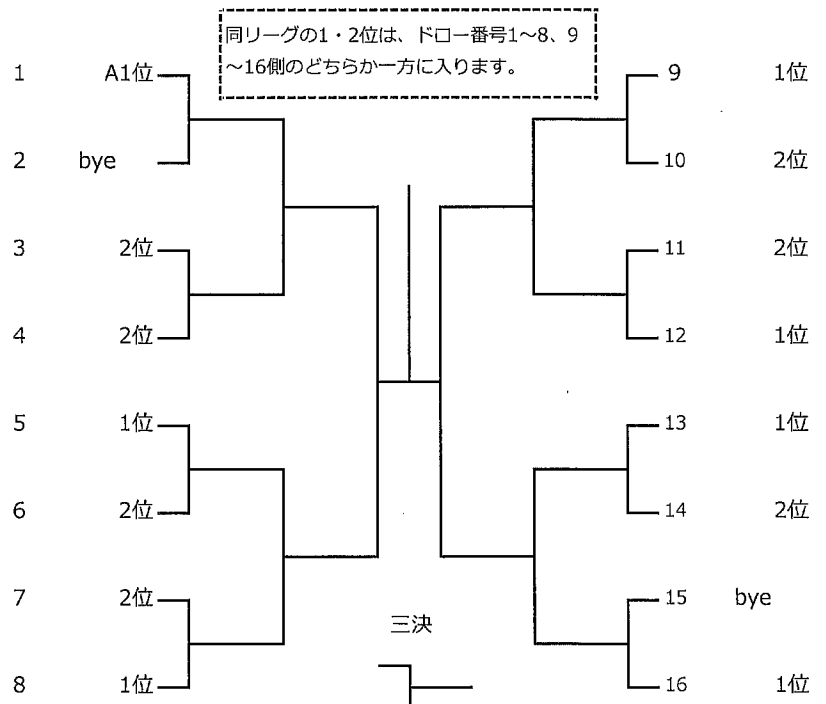 同リーグの1・2位は、ドロー番号1~8、9
~16側のどちらか一方に入ります。
1 A1位 9 1位
2 bye 10 2位
3 2位 11 2位
4 2位 12 1位
5 1位 13 1位
6 2位 14 2位
7 2位 15 bye
三決
8 1位 16 1位